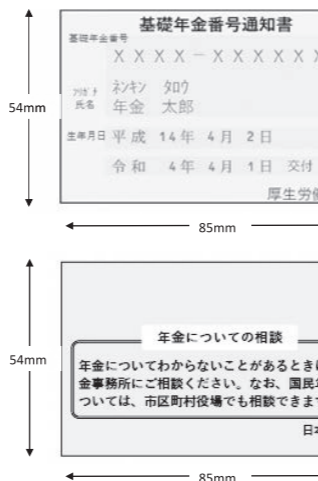 基礎年金番号通知書
基礎年金番号
XXXX－XXXXX
フリガナ ネンキン タロウ
氏名 年金 太郎
生年月日 平成 14年 4月 2日
令和 4年 4月 1日 交付
厚生労
54mm
85mm
年金についての相談
年金についてわからないことがあるとき
金事務所にご相談ください。なお、国民
ついては、市区町村役場でも相談できま
日本
54mm
85mm